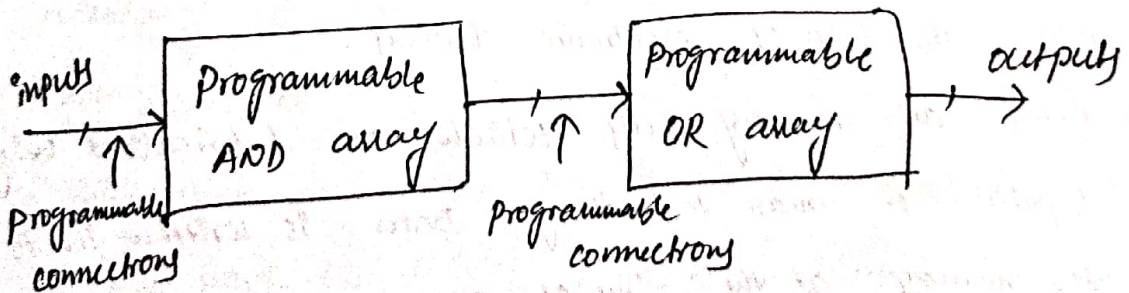 inputs
Programmable
AND array
Programmable
OR array
outputs
Programmable
connections
Programmable
connections